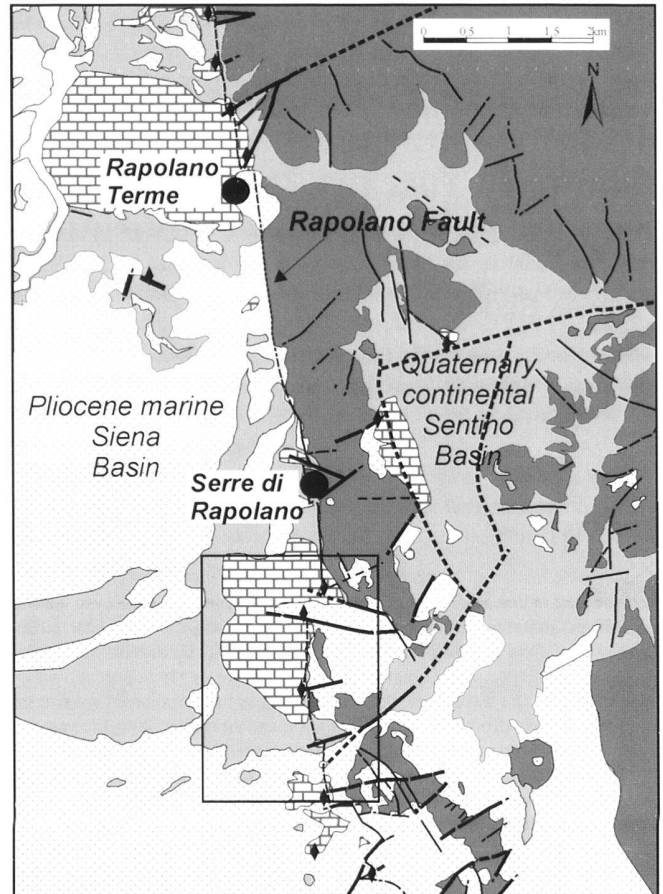 0 0,5 1 1,5 2km
N
Rapolano
Terme
Rapolano Fault
Quaternary
continental
Sentino
Basin
Pliocene marine
Siena
Basin
Serre di
Rapolano